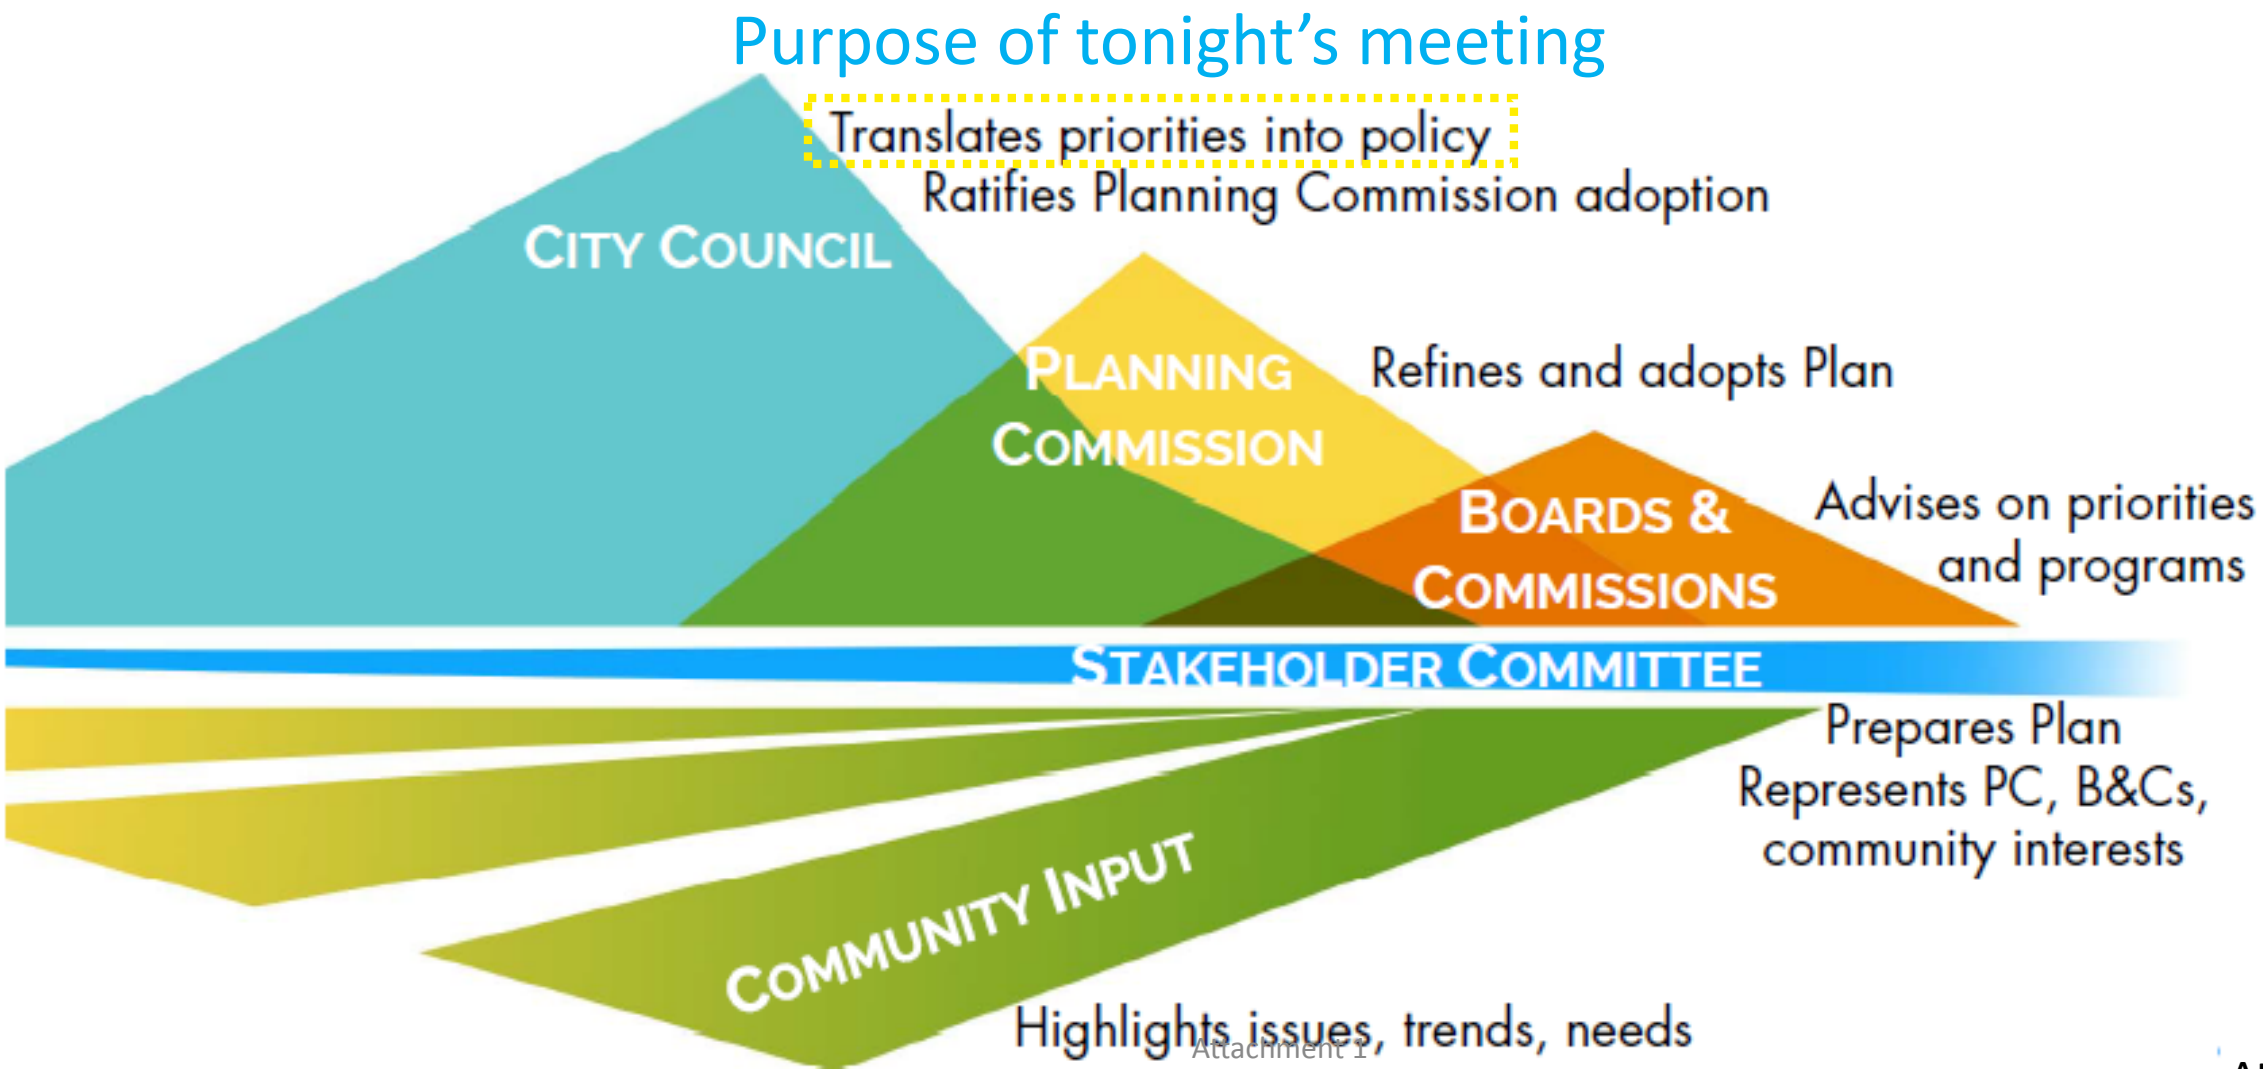 Purpose of tonight’s meeting
Translates priorities into policy
Ratifies Planning Commission adoption
CITY COUNCIL
PLANNING
COMMISSION
Refines and adopts Plan
BOARDS &
COMMISSIONS
Advises on priorities
and programs
STAKEHOLDER COMMITTEE
Prepares Plan
Represents PC, B&Cs,
community interests
COMMUNITY INPUT
Highlights issues, trends, needs
Attachment 1